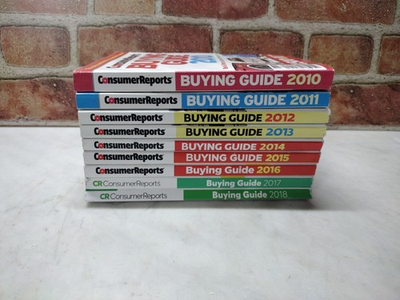 ConsumerReports BUYING GUIDE 2010
ConsumerReports BUYING GUIDE 2011
ConsumerReports BUYING GUIDE 2012
ConsumerReports BUYING GUIDE 2013
ConsumerReports BUYING GUIDE 2014
ConsumerReports BUYING GUIDE 2015
ConsumerReports Buying Guide 2016
CR ConsumerReports Buying Guide 2017
CR ConsumerReports Buying Guide 2018